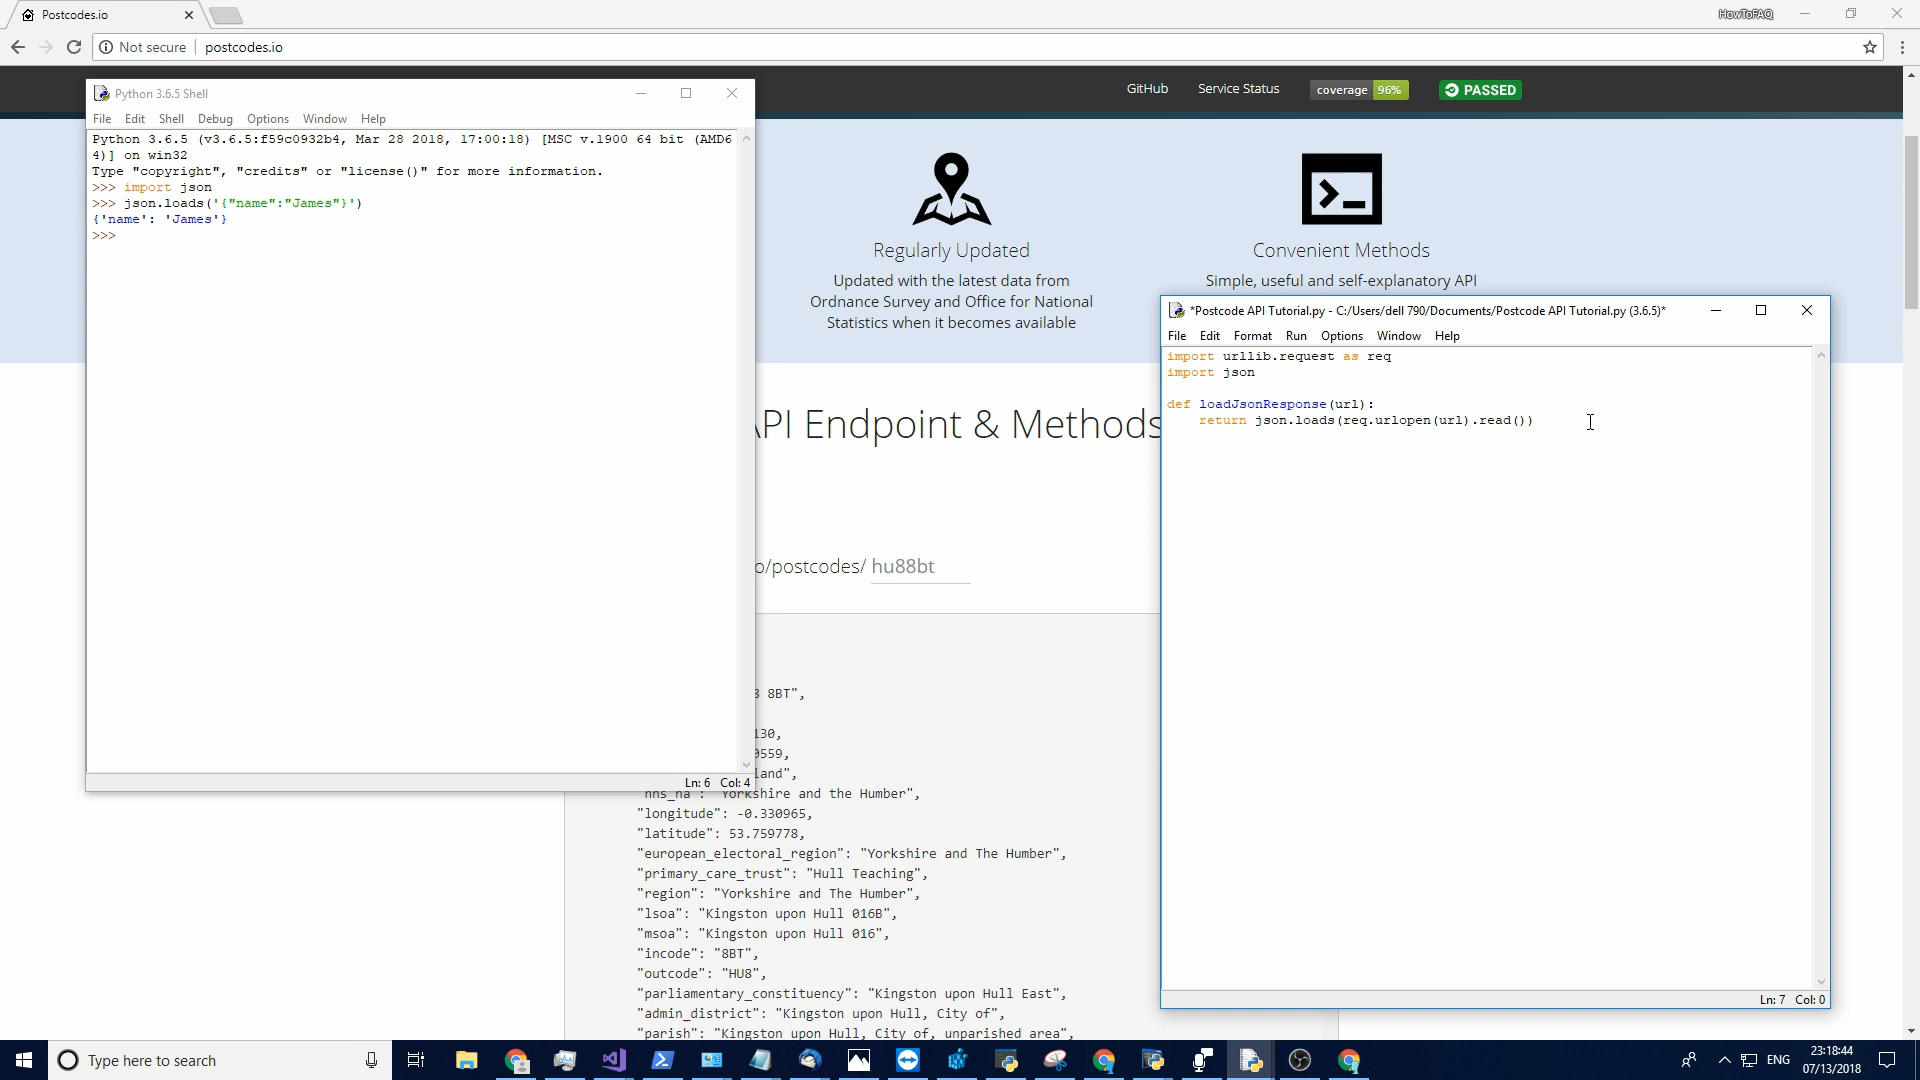 Postcodes.io
HowToFAQ
Not secure
postcodes.io
GitHub
Service Status
coverage 96%
PASSED
Python 3.6.5 Shell
File Edit Shell Debug Options Window Help
Python 3.6.5 (v3.6.5:f59c0932b4, Mar 28 2018, 17:00:18) [MSC v.1900 64 bit (AMD6
4)] on win32
Type "copyright", "credits" or "license()" for more information.
>>> import json
>>> json.loads('{"name":"James"}')
{'name': 'James'}
>>>
Ln: 6 Col: 4
Regularly Updated
Updated with the latest data from
Ordnance Survey and Office for National
Statistics when it becomes available
Convenient Methods
Simple, useful and self-explanatory API
*Postcode API Tutorial.py - C:/Users/dell 790/Documents/Postcode API Tutorial.py (3.6.5)*
File Edit Format Run Options Window Help
import urllib.request as req
import json
def loadJsonResponse(url):
return json.loads(req.urlopen(url).read())
Ln: 7 Col: 0
API Endpoint & Methods
o/postcodes/ hu88bt
8BT",
130,
559,
land",
"nhs_ha": "Yorkshire and the Humber",
"longitude": -0.330965,
"latitude": 53.759778,
"european_electoral_region": "Yorkshire and The Humber",
"primary_care_trust": "Hull Teaching",
"region": "Yorkshire and The Humber",
"lsoa": "Kingston upon Hull 016B",
"msoa": "Kingston upon Hull 016",
"incode": "8BT",
"outcode": "HU8",
"parliamentary_constituency": "Kingston upon Hull East",
"admin_district": "Kingston upon Hull, City of",
"parish": "Kingston upon Hull, City of, unparished area",
Type here to search
ENG
23:18:44
07/13/2018